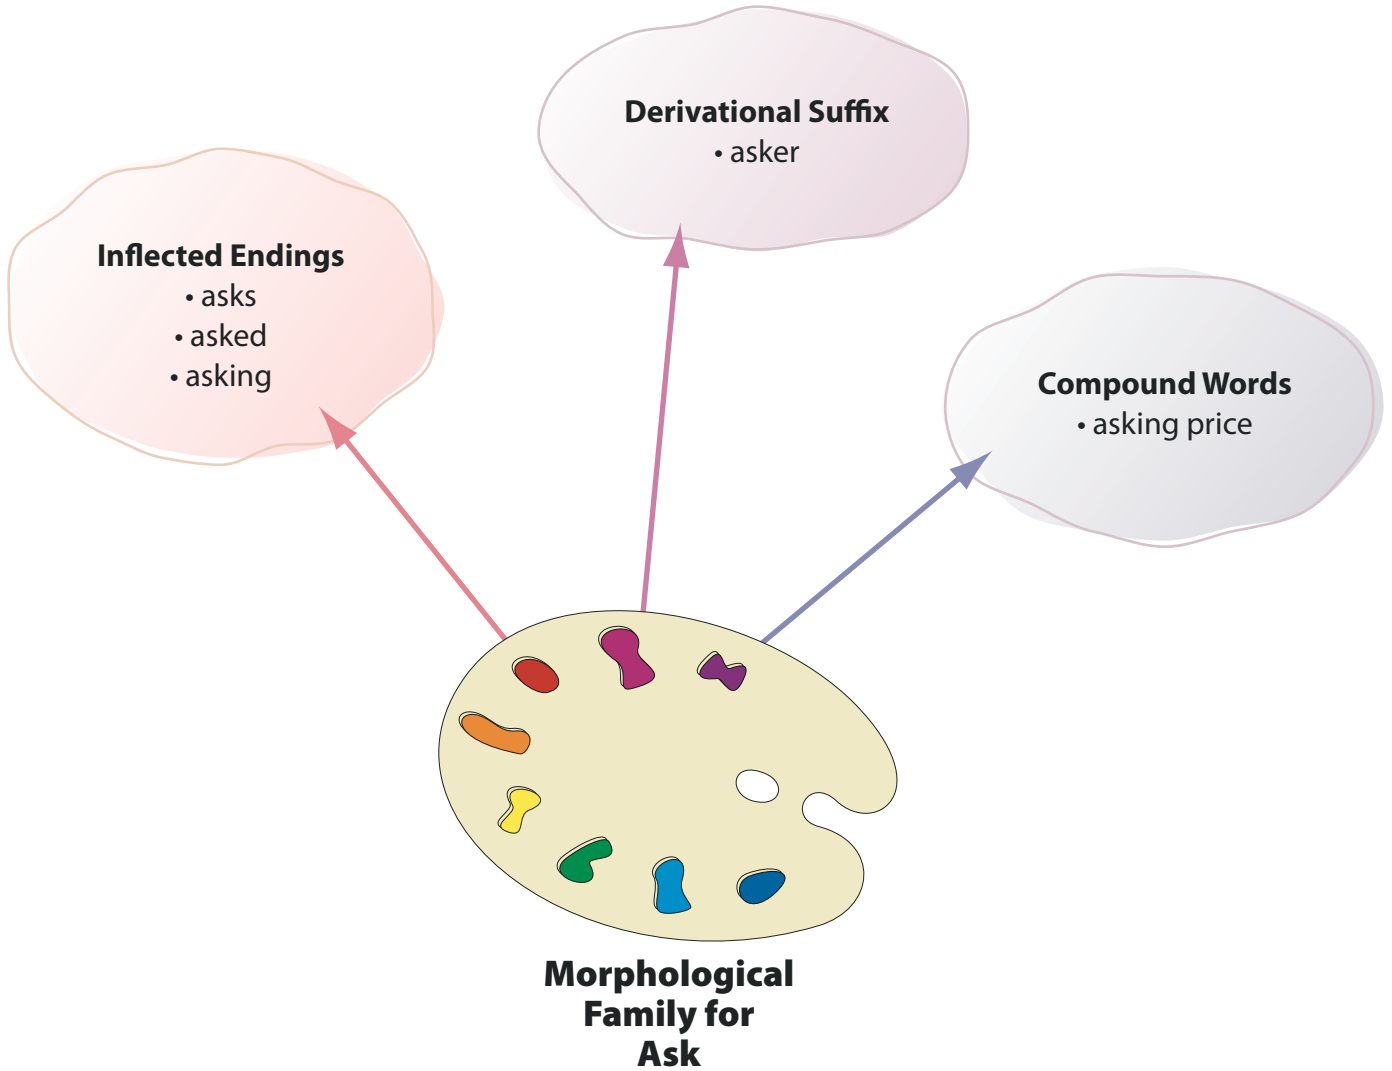 Derivational Suffix
• asker
Inflected Endings
• asks
• asked
• asking
Compound Words
• asking price
Morphological
Family for
Ask